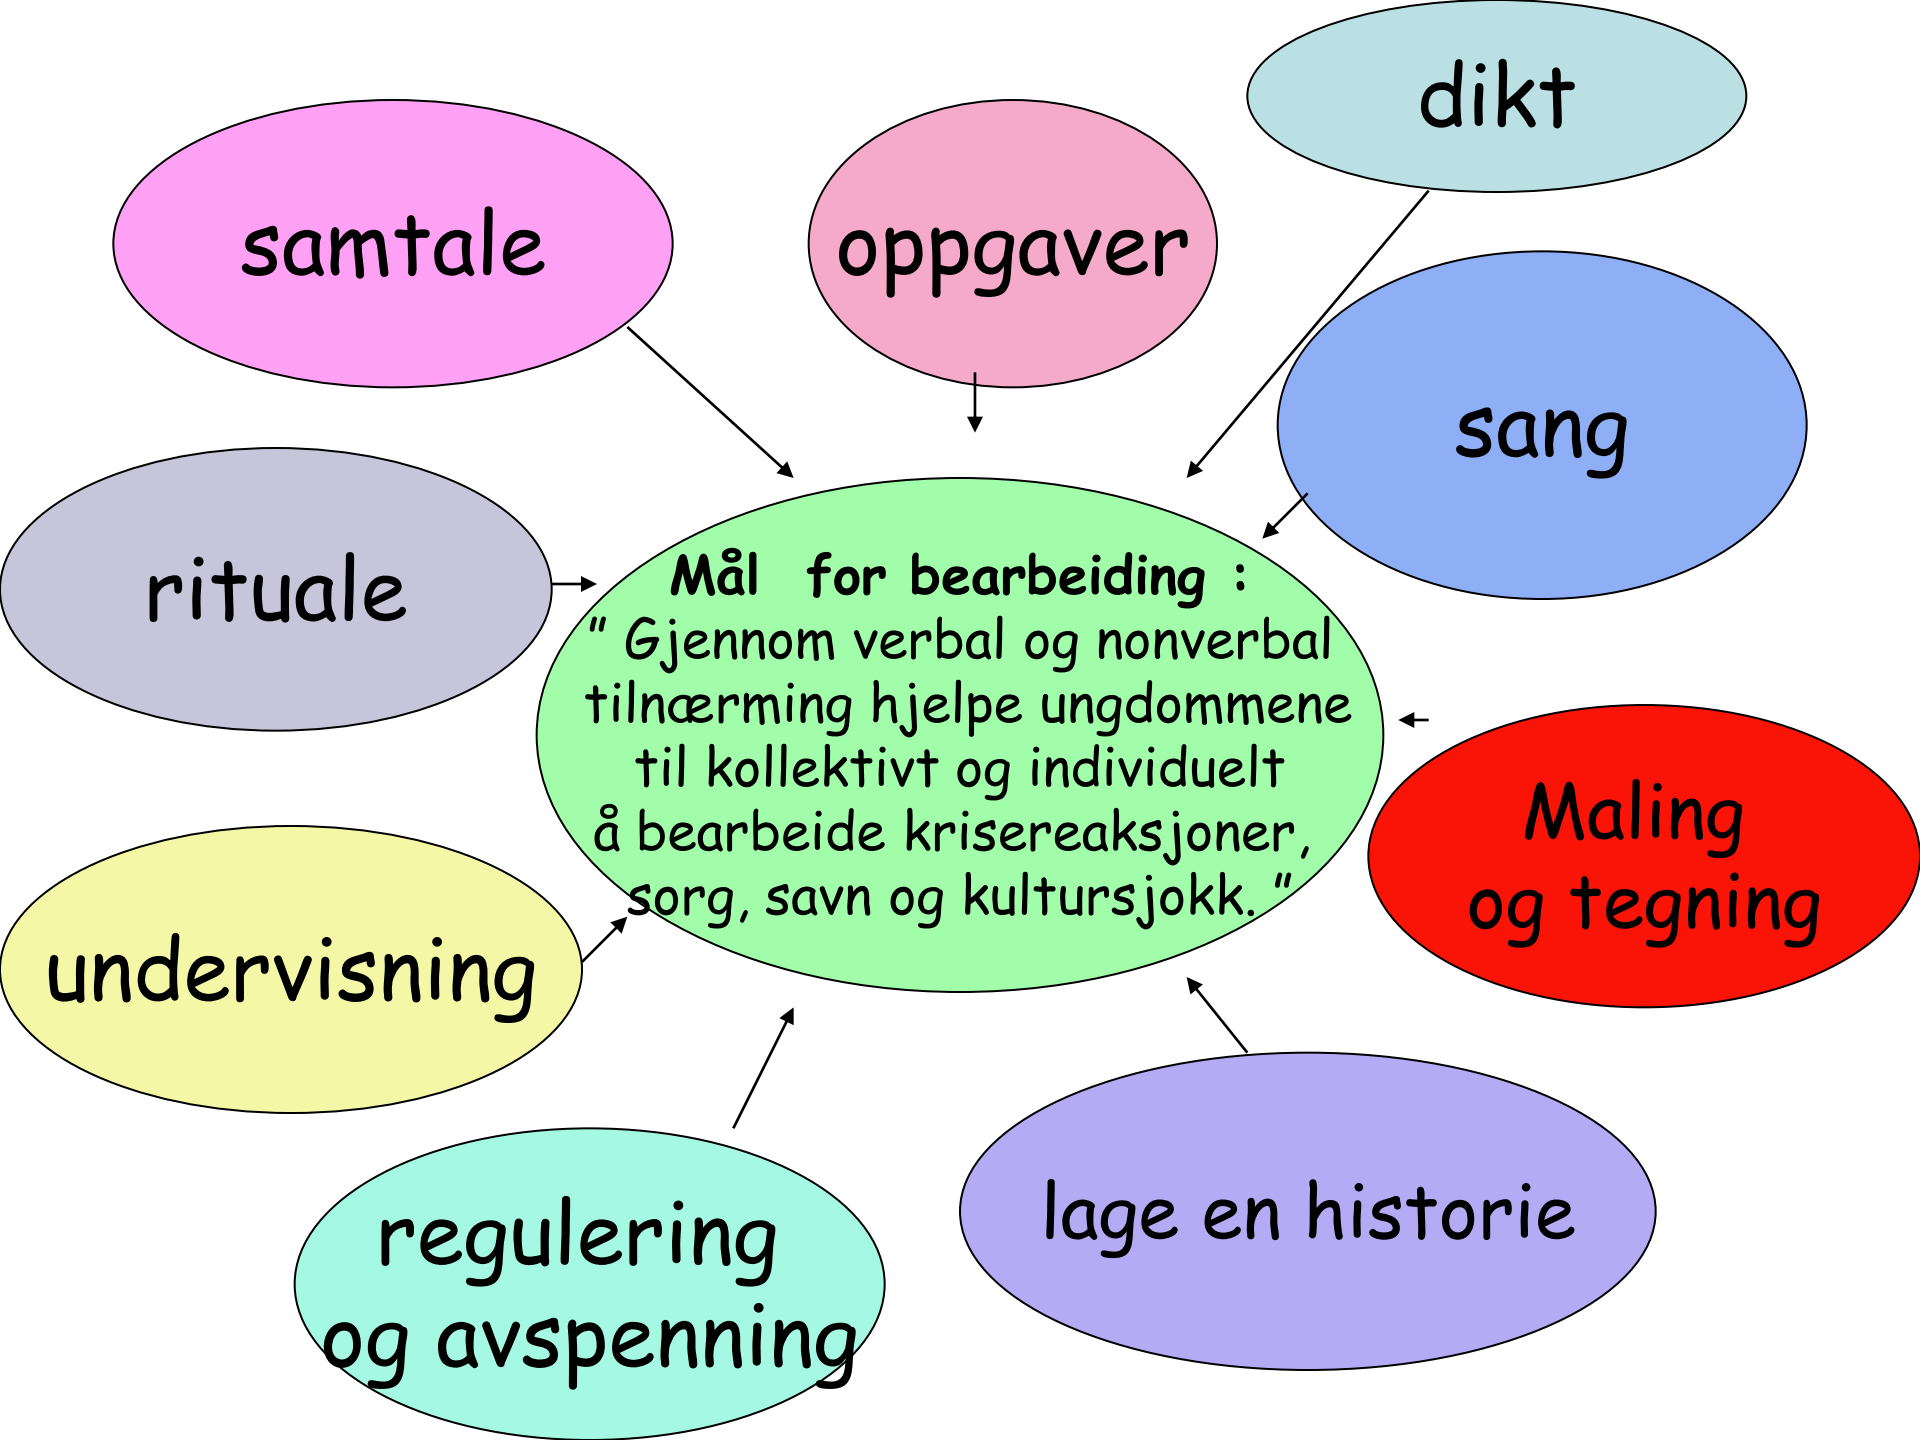 dikt
samtale
oppgaver
sang
rituale
Mål for bearbeiding :
" Gjennom verbal og nonverbal
tilnærming hjelpe ungdommene
til kollektivt og individuelt
å bearbeide krisereaksjoner,
sorg, savn og kultursjokk. "
Maling
og tegning
undervisning
lage en historie
regulering
og avspenning